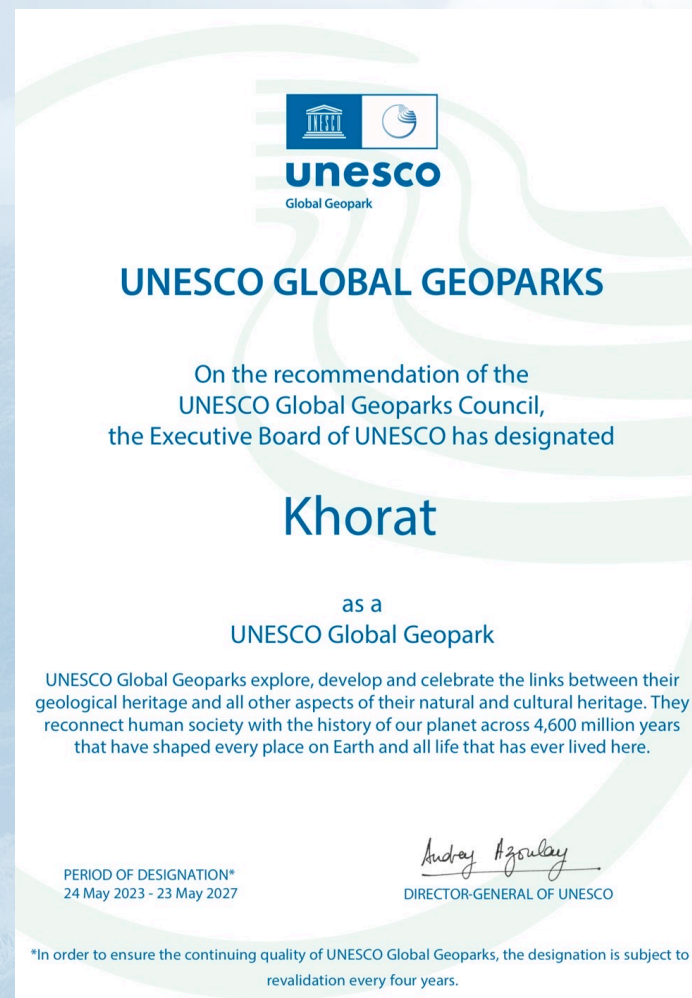 UNESCO
unesco
Global Geopark
UNESCO GLOBAL GEOPARKS
On the recommendation of the
UNESCO Global Geoparks Council,
the Executive Board of UNESCO has designated
Khorat
as a
UNESCO Global Geopark
UNESCO Global Geoparks explore, develop and celebrate the links between their
geological heritage and all other aspects of their natural and cultural heritage. They
reconnect human society with the history of our planet across 4,600 million years
that have shaped every place on Earth and all life that has ever lived here.
Audrey Azoulay
PERIOD OF DESIGNATION*
24 May 2023 - 23 May 2027
DIRECTOR-GENERAL OF UNESCO
*In order to ensure the continuing quality of UNESCO Global Geoparks, the designation is subject to
revalidation every four years.